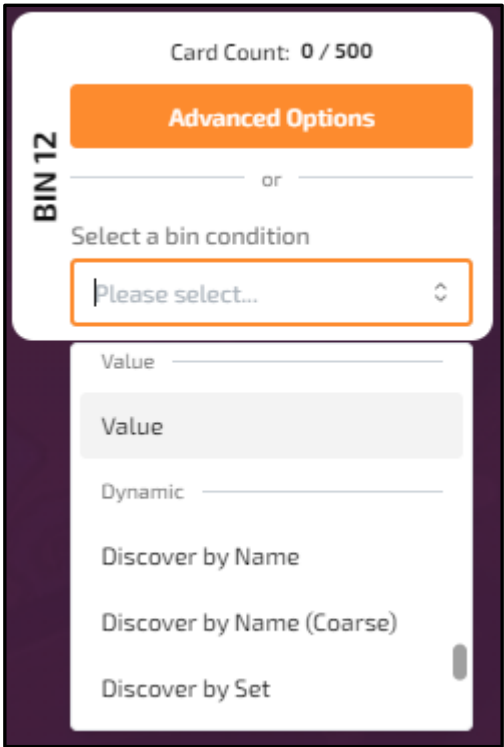 Card Count: 0 / 500
BIN 12
Advanced Options
or
Select a bin condition
Please select...
Value
Value
Dynamic
Discover by Name
Discover by Name (Coarse)
Discover by Set